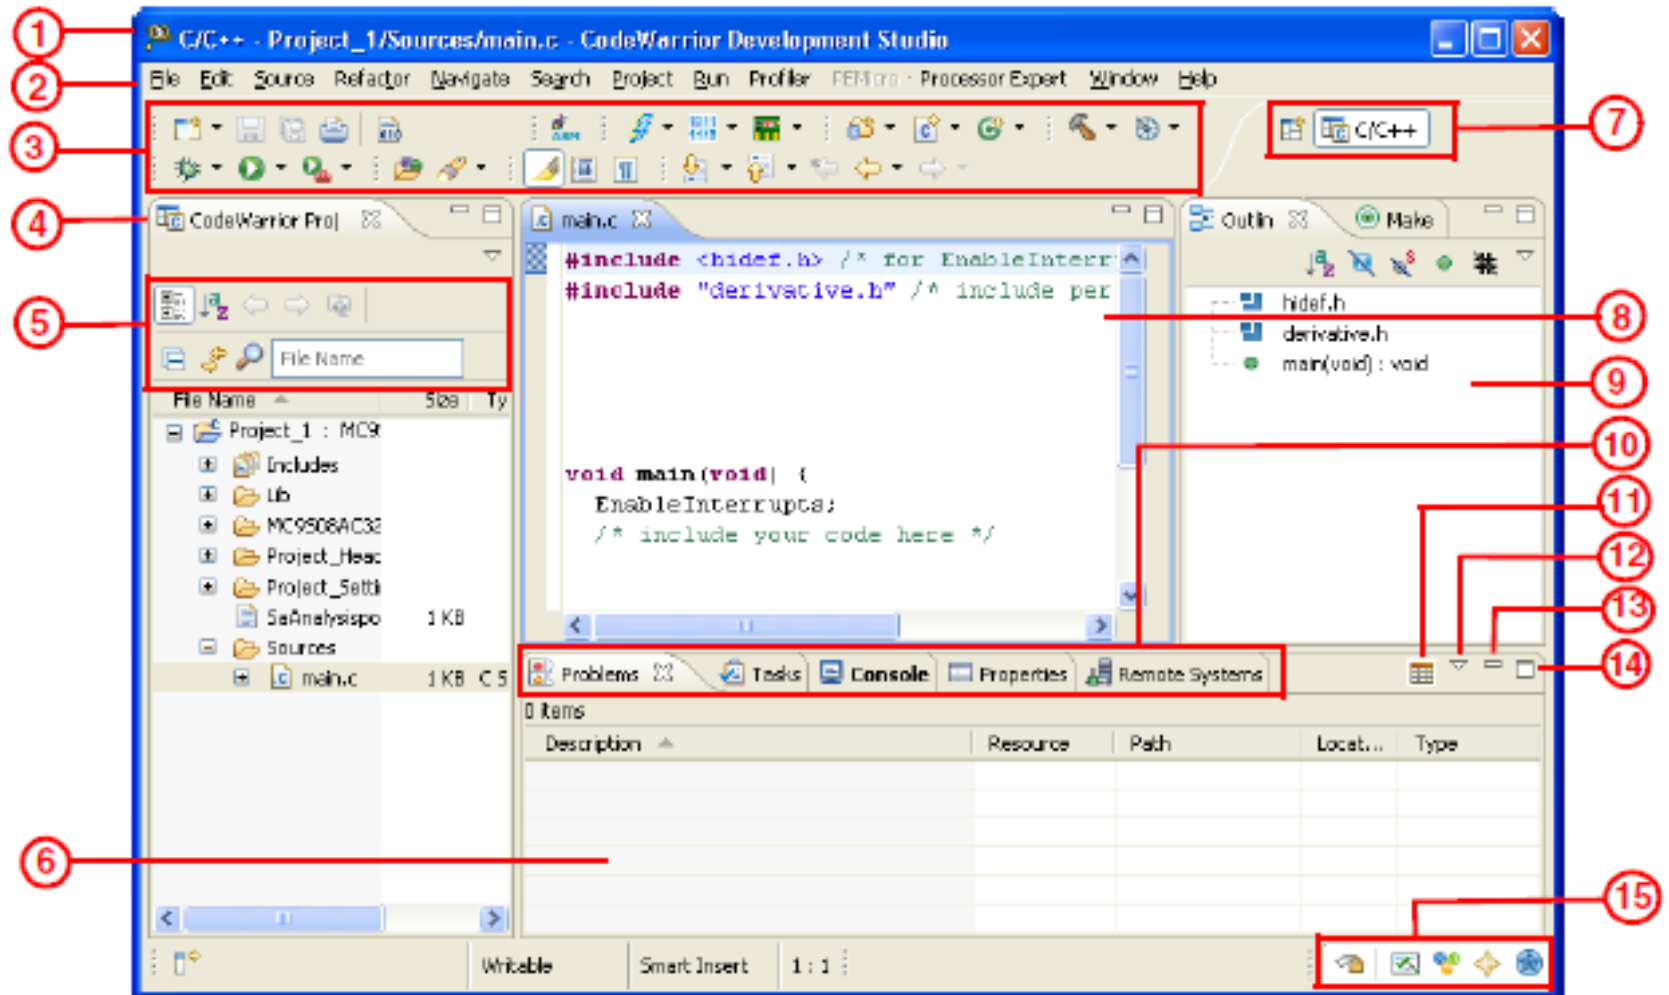 1
C/C++ - Project_1/Sources/main.c - CodeWarrior Development Studio
2
File Edit Source Refactor Navigate Search Project Run Profiler PEMicro Processor Expert Window Help
3
7
C/C++
4
CodeWarrior Proj
main.c
Outlin
Make
5
File Name
#include <hidef.h> /* for EnableInterr
#include "derivative.h" /* include per
8
hidef.h
derivative.h
main(void) : void
9
File Name Size Ty
Project_1 : MC9
Includes
Lib
MC9S08AC32
Project_Head
Project_Setti
SaAnalysispo 1 KB
Sources
main.c 1 KB C S
void main(void) {
EnableInterrupts;
/* include your code here */
10
11
12
13
14
Problems Tasks Console Properties Remote Systems
0 items
Description Resource Path Locat... Type
6
15
Writable Smart Insert 1 : 1